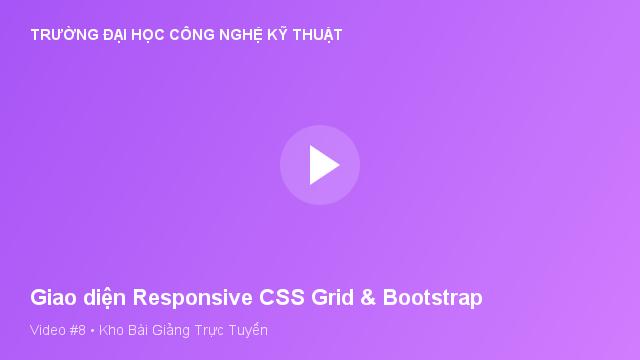 TRƯỜNG ĐẠI HỌC CÔNG NGHỆ KỸ THUẬT
Giao diện Responsive CSS Grid & Bootstrap
Video #8 • Kho Bài Giảng Trực Tuyến